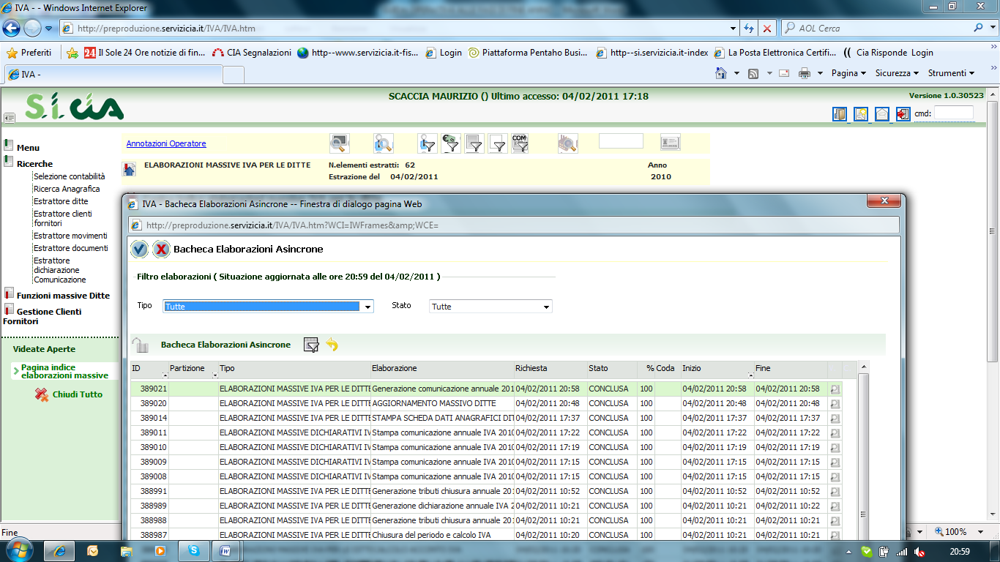 IVA - - Windows Internet Explorer
http://preproduzione.servizicia.it/IVA/IVA.htm
AOL Cerca
Preferiti
24 Il Sole 24 Ore notizie di fin...
CIA Segnalazioni
http--www.servizicia.it-fis...
Login
Piattaforma Pentaho Busi...
http--si.servizicia.it-index
La Posta Elettronica Certifi...
Cia Risponde Login
IVA -
Pagina
Sicurezza
Strumenti
S.i. CIA
SCACCIA MAURIZIO () Ultimo accesso: 04/02/2011 17:18
Versione 1.0.30523
cmd:
Menu
Ricerche
Selezione contabilità
Ricerca Anagrafica
Estrattore ditte
Estrattore clienti
fornitori
Estrattore movimenti
Estrattore documenti
Estrattore
dichiarazione
Comunicazione
Funzioni massive Ditte
Gestione Clienti
Fornitori
Videate Aperte
Pagina indice
elaborazioni massive
Chiudi Tutto
Annotazioni Operatore
COM
ELABORAZIONI MASSIVE IVA PER LE DITTE N.elementi estratti: 62 Anno
Estrazione del 04/02/2011 2010
IVA - Bacheca Elaborazioni Asincrone -- Finestra di dialogo pagina Web
http://preproduzione.servizicia.it/IVA/IVA.htm?WCI=IWFrames&amp;WCE=
Bacheca Elaborazioni Asincrone
Filtro elaborazioni ( Situazione aggiornata alle ore 20:59 del 04/02/2011 )
Tipo Tutte Stato Tutte
Bacheca Elaborazioni Asincrone
ID Partizione Tipo Elaborazione Richiesta Stato % Coda Inizio Fine
389021 ELABORAZIONI MASSIVE IVA PER LE DITTE Generazione comunicazione annuale 201 04/02/2011 20:58 CONCLUSA 100 04/02/2011 20:58 04/02/2011 20:58
389020 ELABORAZIONI MASSIVE IVA PER LE DITTE AGGIORNAMENTO MASSIVO DITTE 04/02/2011 20:48 CONCLUSA 100 04/02/2011 20:48 04/02/2011 20:48
389014 ELABORAZIONI MASSIVE IVA PER LE DITTE STAMPA SCHEDA DATI ANAGRAFICI DIT 04/02/2011 17:37 CONCLUSA 100 04/02/2011 17:37 04/02/2011 17:37
389011 ELABORAZIONI MASSIVE DICHIARATIVI IV Stampa comunicazione annuale IVA 2010 04/02/2011 17:22 CONCLUSA 100 04/02/2011 17:22 04/02/2011 17:22
389010 ELABORAZIONI MASSIVE DICHIARATIVI IV Stampa comunicazione annuale IVA 2010 04/02/2011 17:19 CONCLUSA 100 04/02/2011 17:19 04/02/2011 17:19
389009 ELABORAZIONI MASSIVE DICHIARATIVI IV Stampa comunicazione annuale IVA 2010 04/02/2011 17:15 CONCLUSA 100 04/02/2011 17:15 04/02/2011 17:15
389008 ELABORAZIONI MASSIVE DICHIARATIVI IV Stampa comunicazione annuale IVA 2010 04/02/2011 17:15 CONCLUSA 100 04/02/2011 17:15 04/02/2011 17:15
388991 ELABORAZIONI MASSIVE IVA PER LE DITTE Generazione tributi chiusura annuale 201 04/02/2011 10:52 CONCLUSA 100 04/02/2011 10:52 04/02/2011 10:52
388989 ELABORAZIONI MASSIVE IVA PER LE DITTE Generazione dichiarazione annuale IVA 2 04/02/2011 10:21 CONCLUSA 100 04/02/2011 10:21 04/02/2011 10:22
388988 ELABORAZIONI MASSIVE IVA PER LE DITTE Generazione tributi chiusura annuale 201 04/02/2011 10:21 CONCLUSA 100 04/02/2011 10:21 04/02/2011 10:21
388987 ELABORAZIONI MASSIVE IVA PER LE DITTE Chiusura del periodo e calcolo IVA 04/02/2011 10:20 CONCLUSA 100 04/02/2011 10:21 04/02/2011 10:21
Fine
100%
20:59